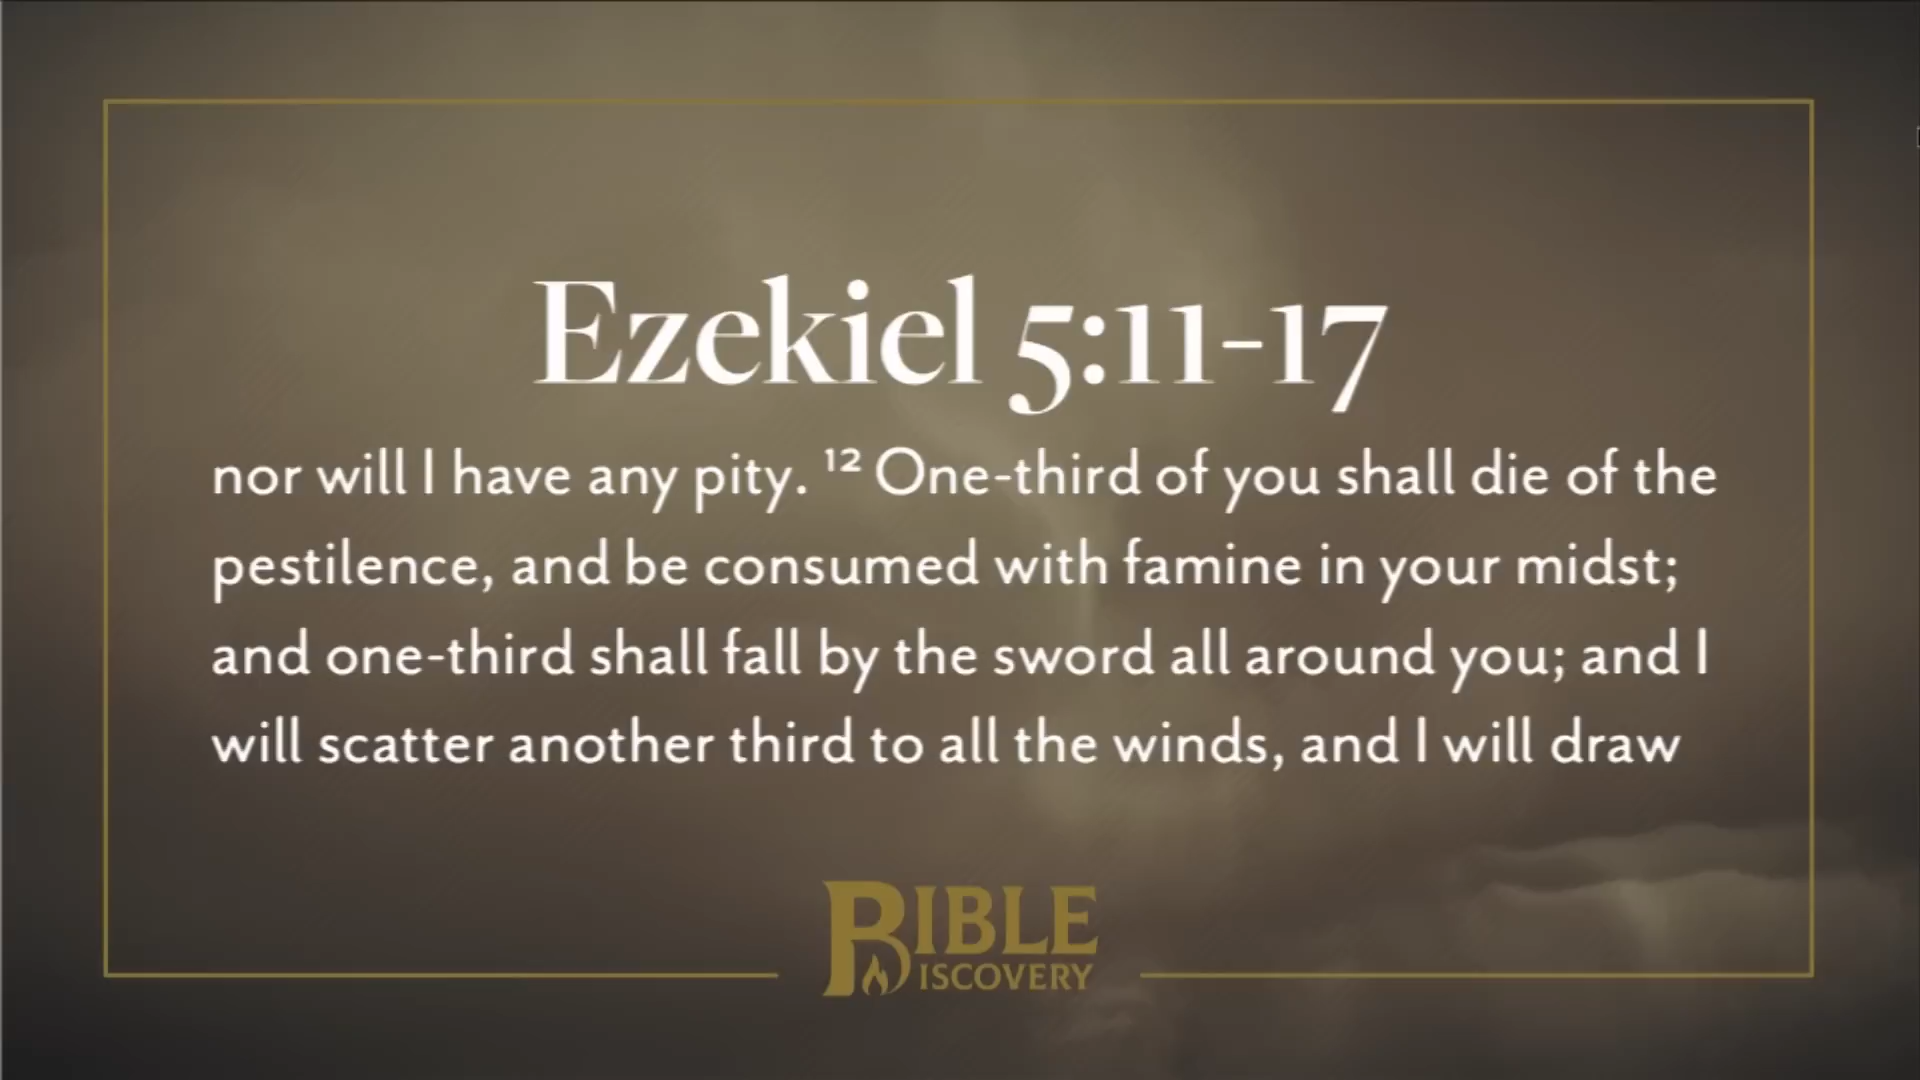 Ezekiel 5:11-17
nor will I have any pity. ¹² One-third of you shall die of the
pestilence, and be consumed with famine in your midst;
and one-third shall fall by the sword all around you; and I
will scatter another third to all the winds, and I will draw
BIBLE
DISCOVERY